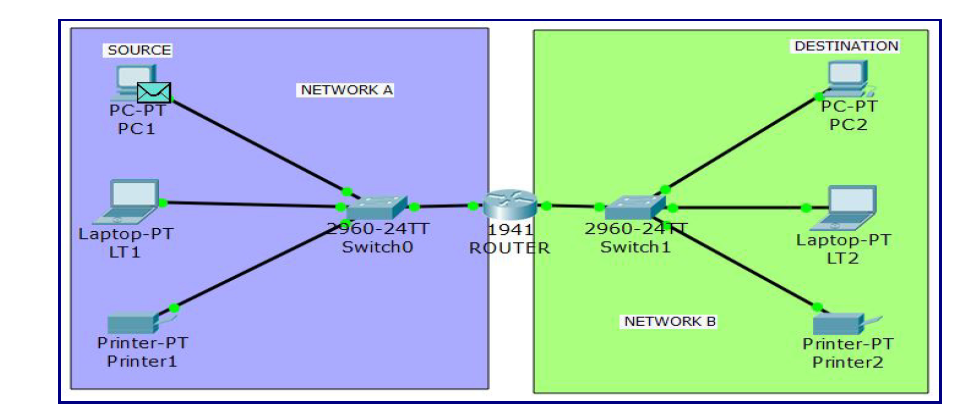 SOURCE
NETWORK A
PC-PT
PC1
Laptop-PT
LT1
Printer-PT
Printer1
2960-24TT
Switch0
1941
ROUTER
2960-24TT
Switch1
DESTINATION
PC-PT
PC2
Laptop-PT
LT2
NETWORK B
Printer-PT
Printer2